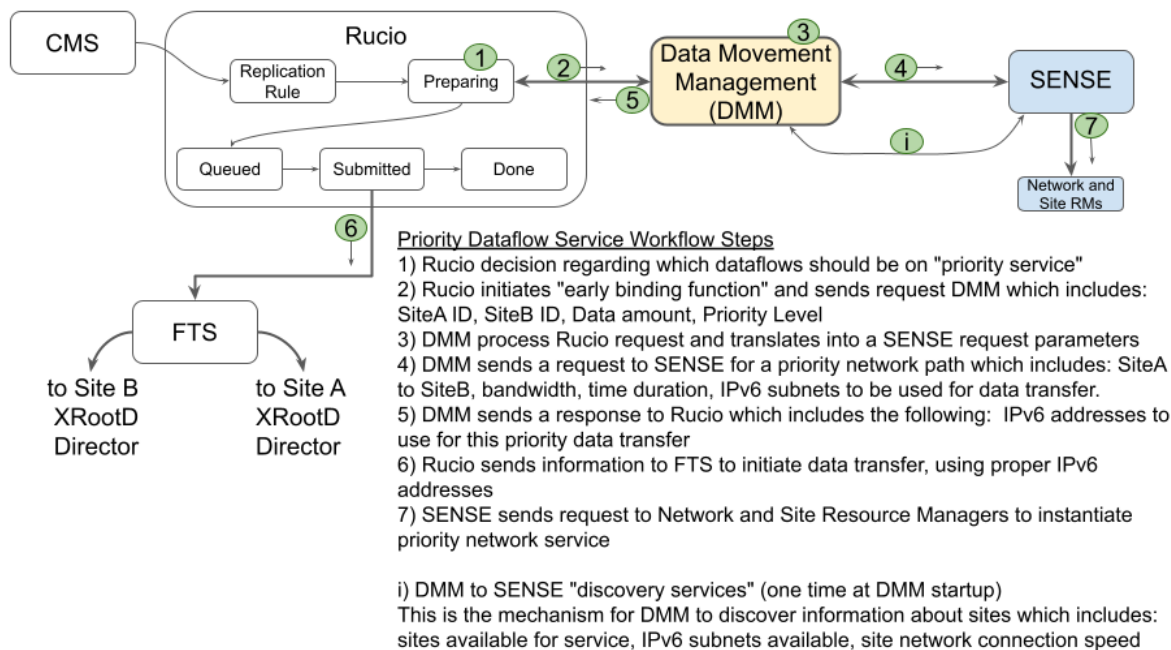 CMS
Rucio
Replication
Rule
1
Preparing
Queued
Submitted
Done
2
5
3
Data Movement
Management
(DMM)
4
i
SENSE
7
Network and
Site RMs
6
FTS
to Site B
XRootD
Director
to Site A
XRootD
Director
Priority Dataflow Service Workflow Steps
1) Rucio decision regarding which dataflows should be on "priority service"
2) Rucio initiates "early binding function" and sends request DMM which includes:
SiteA ID, SiteB ID, Data amount, Priority Level
3) DMM process Rucio request and translates into a SENSE request parameters
4) DMM sends a request to SENSE for a priority network path which includes: SiteA
to SiteB, bandwidth, time duration, IPv6 subnets to be used for data transfer.
5) DMM sends a response to Rucio which includes the following: IPv6 addresses to
use for this priority data transfer
6) Rucio sends information to FTS to initiate data transfer, using proper IPv6
addresses
7) SENSE sends request to Network and Site Resource Managers to instantiate
priority network service
i) DMM to SENSE "discovery services" (one time at DMM startup)
This is the mechanism for DMM to discover information about sites which includes:
sites available for service, IPv6 subnets available, site network connection speed